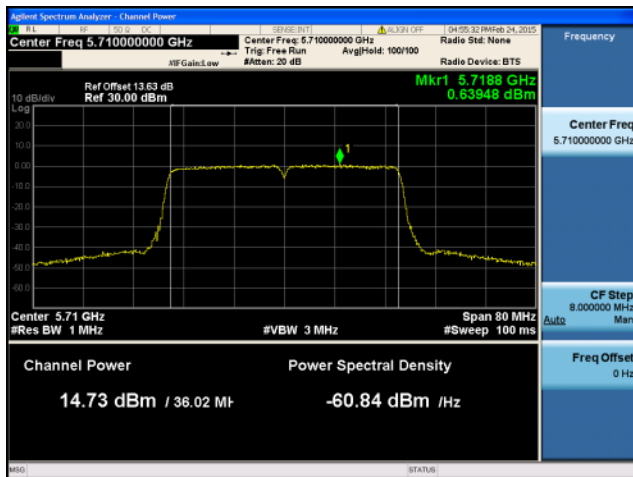 Agilent Spectrum Analyzer - Channel Power
RL RF 50 Ω DC SENSE:INT ALIGN OFF 04:55:32 PM Feb 24, 2015
Center Freq 5.710000000 GHz
Center Freq: 5.710000000 GHz
Radio Std: None
Trig: Free Run Avg|Hold: 100/100
#IFGain:Low #Atten: 20 dB Radio Device: BTS
Frequency
Mkr1 5.7188 GHz
0.63948 dBm
Ref Offset 13.63 dB
10 dB/div Ref 30.00 dBm
Log
20.0
10.0
0.00
-10.0
-20.0
-30.0
-40.0
-50.0
-60.0
1
Center 5.71 GHz Span 80 MHz
#Res BW 1 MHz #VBW 3 MHz #Sweep 100 ms
Channel Power
Power Spectral Density
14.73 dBm / 36.02 MH
-60.84 dBm /Hz
Center Freq
5.710000000 GHz
CF Step
8.000000 MHz
Auto Man
Freq Offset
0 Hz
MSG STATUS